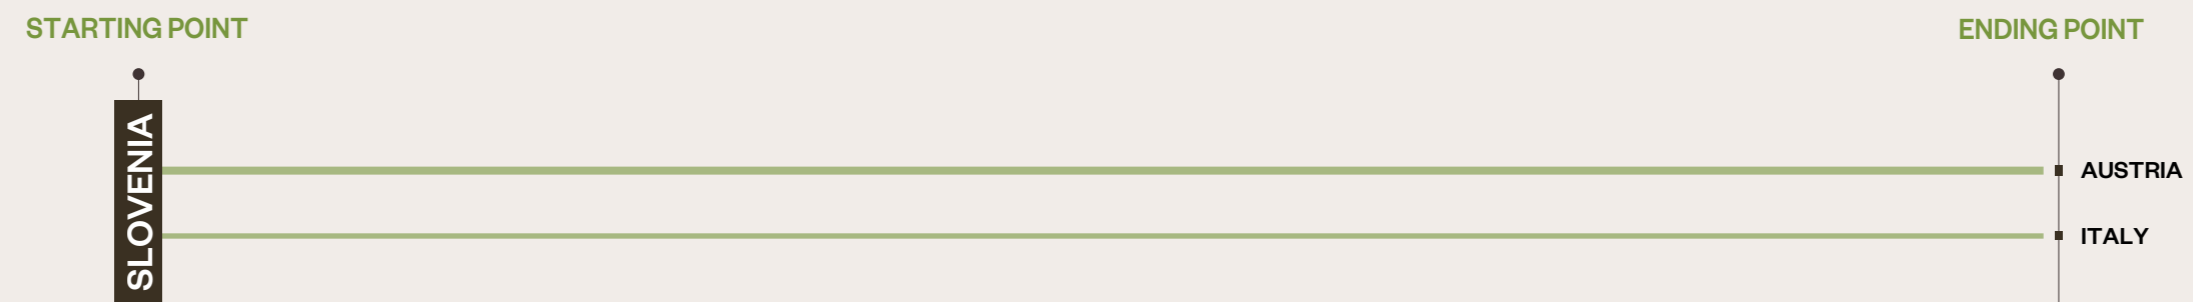 STARTING POINT
ENDING POINT
SLOVENIA
AUSTRIA
ITALY